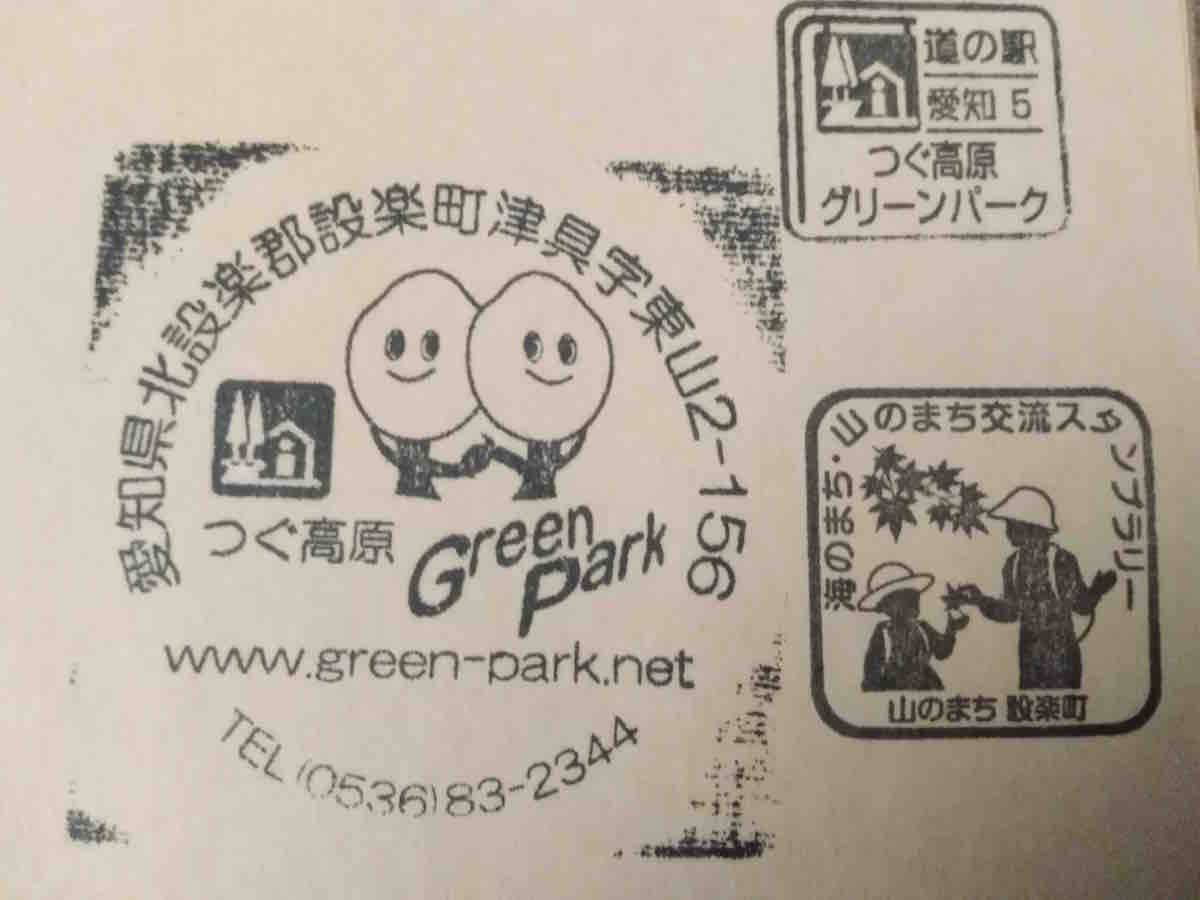 愛知県北設楽郡設楽町津具字東山2-156
つぐ高原
Green
Park
www.green-park.net
TEL(0536)83-2344
道の駅
愛知 5
つぐ高原
グリーンパーク
海のまち・山のまち交流スタンプラリー
山のまち 設楽町